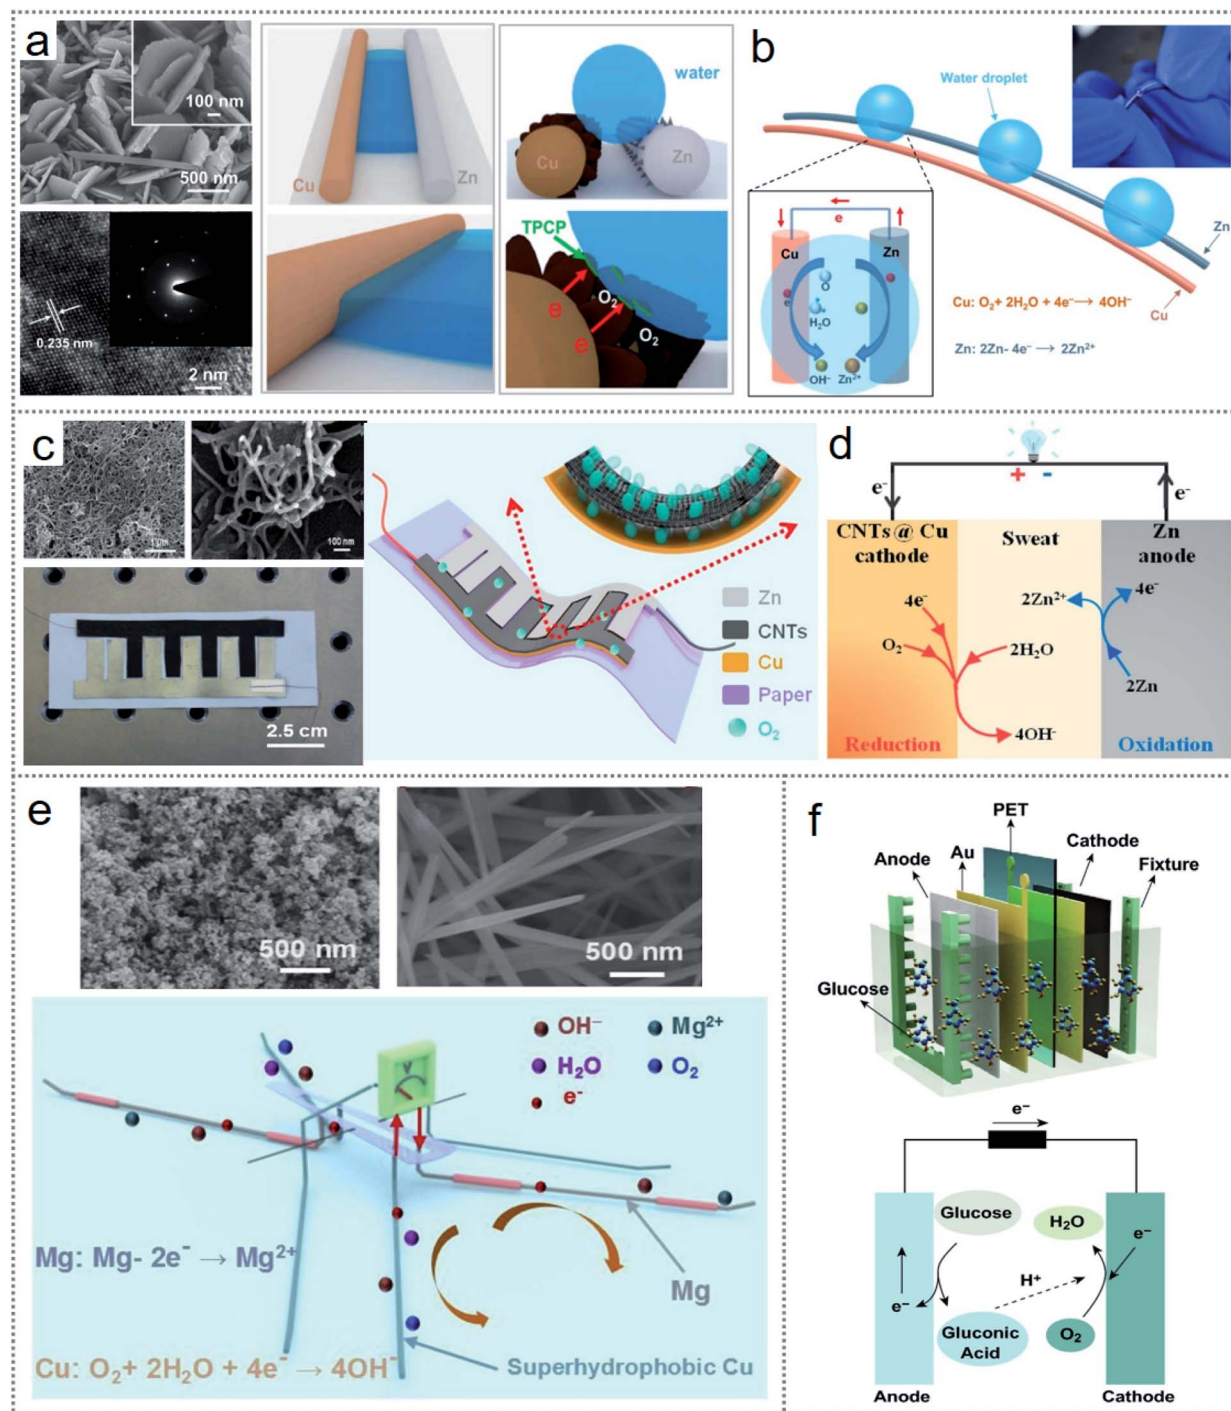 a
100 nm
500 nm
0.235 nm
2 nm
Cu
Zn
water
Cu
Zn
TPCP
O₂
O₂
e
e
b
Water droplet
Zn
Cu
e
Cu
Zn
e
O
H₂O
OH⁻
Zn²⁺
Cu: O₂+ 2H₂O + 4e⁻→ 4OH⁻
Zn: 2Zn- 4e⁻ → 2Zn²⁺
c
1 μm
100 nm
2.5 cm
Zn
CNTs
Cu
Paper
O₂
d
+ -
e⁻
e⁻
CNTs@Cu
cathode
Sweat
Zn
anode
4e⁻
2Zn²⁺
4e⁻
O₂
2H₂O
2Zn
4OH⁻
Reduction
Oxidation
e
500 nm
500 nm
OH⁻
Mg²⁺
H₂O
O₂
e⁻
V
Mg: Mg- 2e⁻ → Mg²⁺
Mg
Superhydrophobic Cu
Cu: O₂+ 2H₂O + 4e⁻→ 4OH⁻
f
PET
Cathode
Au
Anode
Fixture
Glucose
e⁻
Glucose
H₂O
e⁻
H⁺
e⁻
Gluconic
Acid
O₂
Anode
Cathode